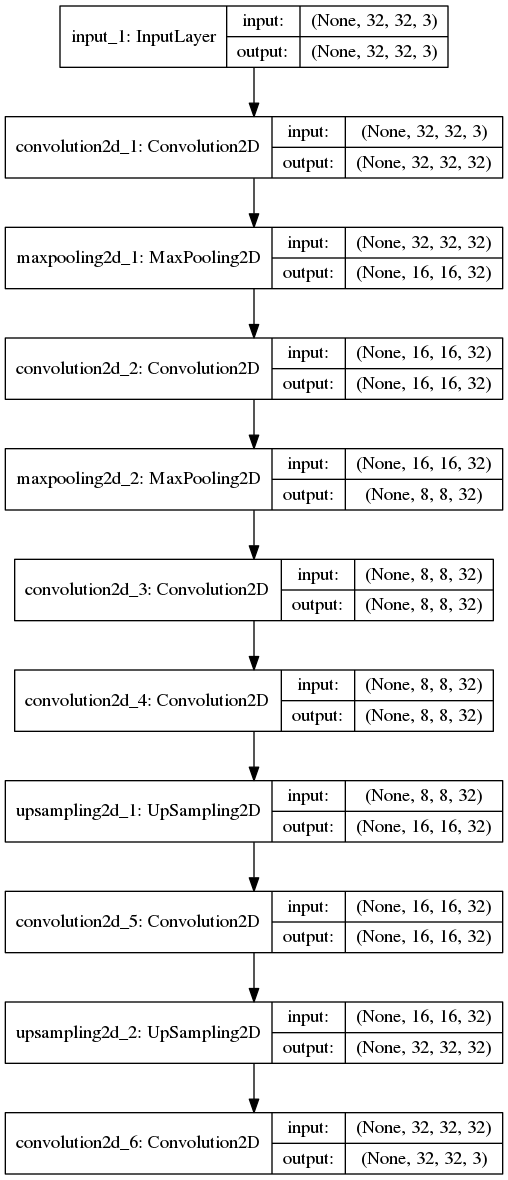 input_1: InputLayer
input: (None, 32, 32, 3)
output: (None, 32, 32, 3)
convolution2d_1: Convolution2D
input: (None, 32, 32, 3)
output: (None, 32, 32, 32)
maxpooling2d_1: MaxPooling2D
input: (None, 32, 32, 32)
output: (None, 16, 16, 32)
convolution2d_2: Convolution2D
input: (None, 16, 16, 32)
output: (None, 16, 16, 32)
maxpooling2d_2: MaxPooling2D
input: (None, 16, 16, 32)
output: (None, 8, 8, 32)
convolution2d_3: Convolution2D
input: (None, 8, 8, 32)
output: (None, 8, 8, 32)
convolution2d_4: Convolution2D
input: (None, 8, 8, 32)
output: (None, 8, 8, 32)
upsampling2d_1: UpSampling2D
input: (None, 8, 8, 32)
output: (None, 16, 16, 32)
convolution2d_5: Convolution2D
input: (None, 16, 16, 32)
output: (None, 16, 16, 32)
upsampling2d_2: UpSampling2D
input: (None, 16, 16, 32)
output: (None, 32, 32, 32)
convolution2d_6: Convolution2D
input: (None, 32, 32, 32)
output: (None, 32, 32, 3)